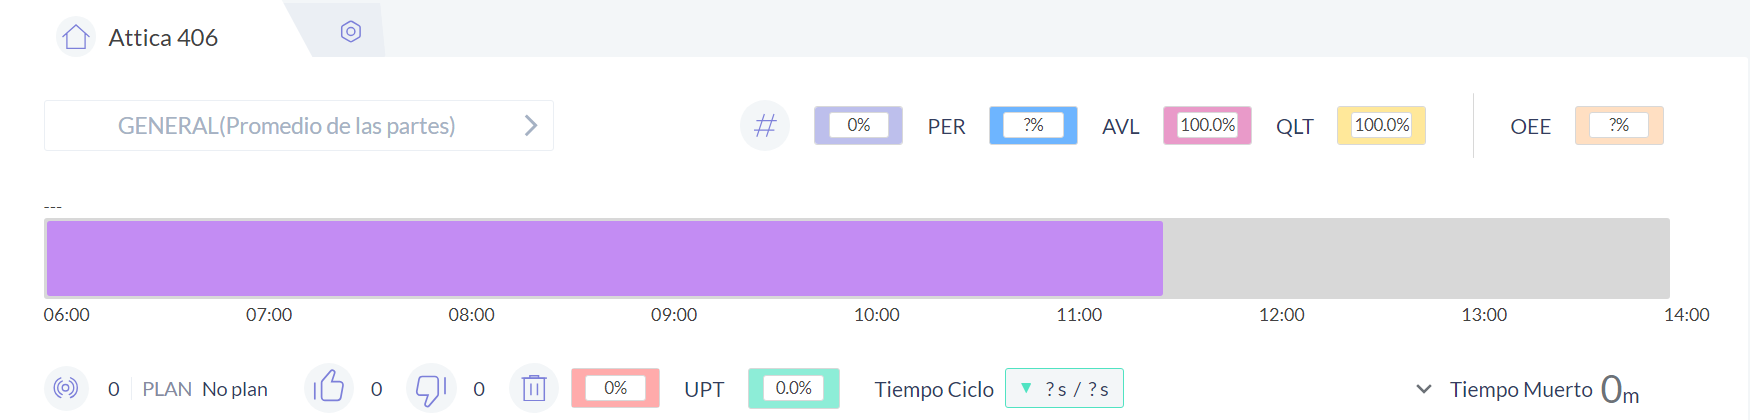 Attica 406
GENERAL(Promedio de las partes)
# 0% PER ?% AVL 100.0% QLT 100.0% OEE ?%
---
06:00 07:00 08:00 09:00 10:00 11:00 12:00 13:00 14:00
0 PLAN No plan 0 0 0% UPT 0.0% Tiempo Ciclo ▼ ?s / ?s Tiempo Muerto 0m